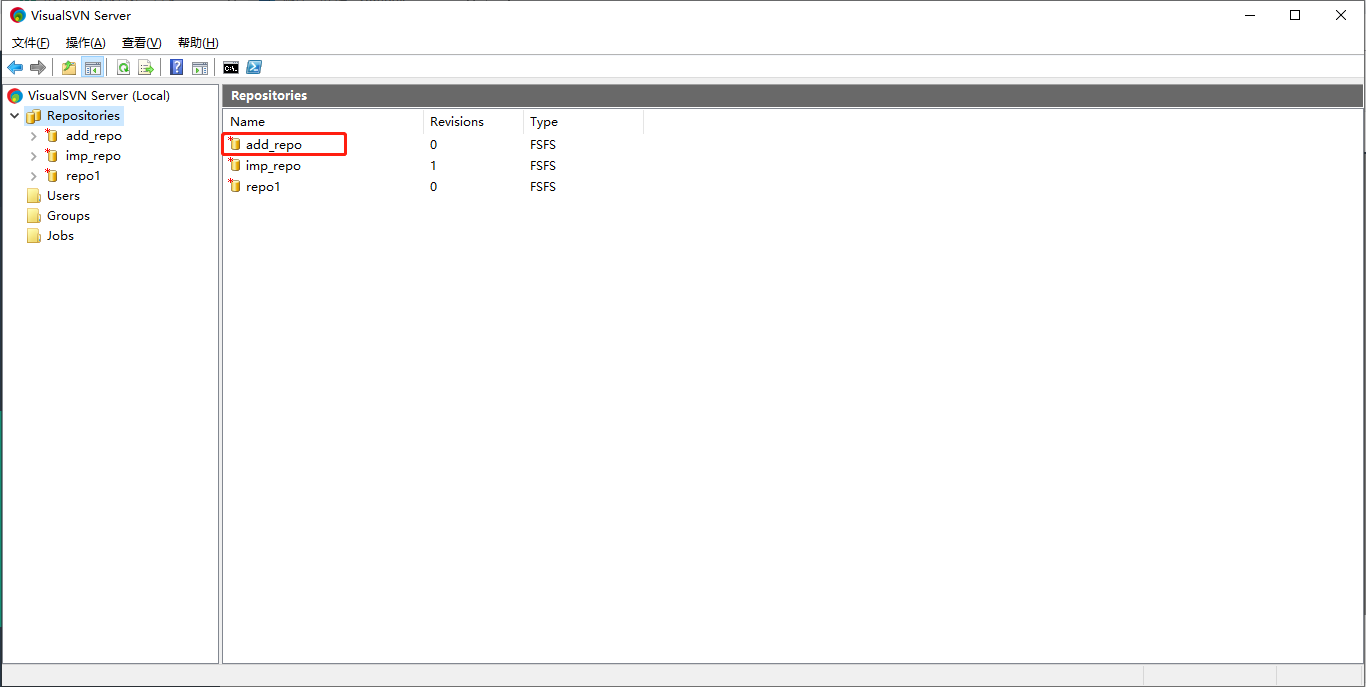 VisualSVN Server
文件(F) 操作(A) 查看(V) 帮助(H)
VisualSVN Server (Local)
Repositories
add_repo
imp_repo
repo1
Users
Groups
Jobs
Repositories
Name Revisions Type
add_repo 0 FSFS
imp_repo 1 FSFS
repo1 0 FSFS